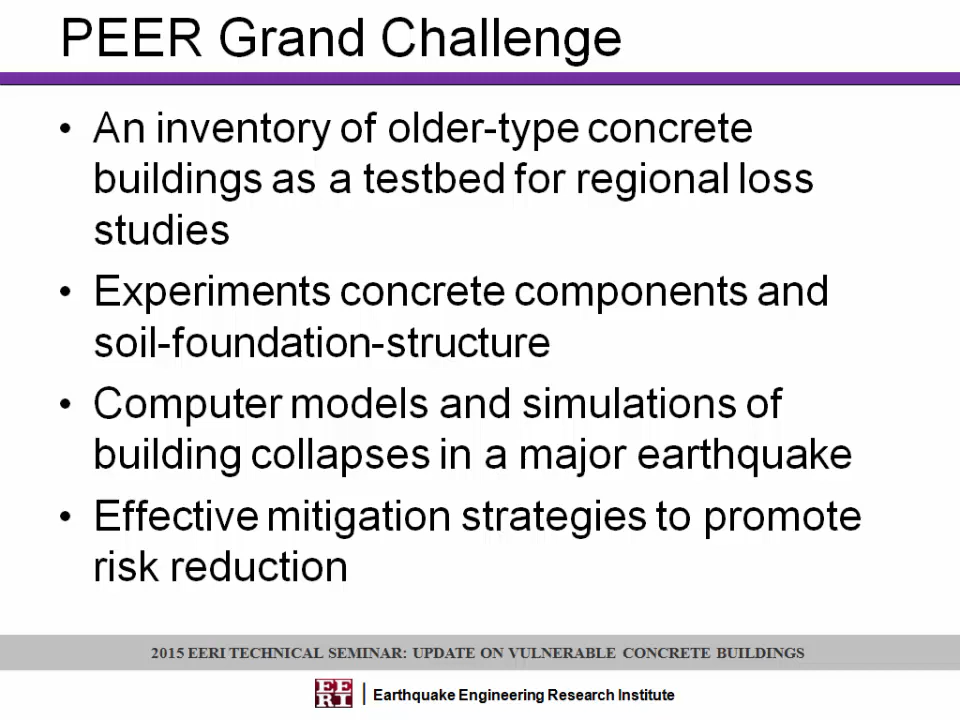 PEER Grand Challenge
• An inventory of older-type concrete
buildings as a testbed for regional loss
studies
• Experiments concrete components and
soil-foundation-structure
• Computer models and simulations of
building collapses in a major earthquake
• Effective mitigation strategies to promote
risk reduction
2015 EERI TECHNICAL SEMINAR: UPDATE ON VULNERABLE CONCRETE BUILDINGS
EE
RI | Earthquake Engineering Research Institute